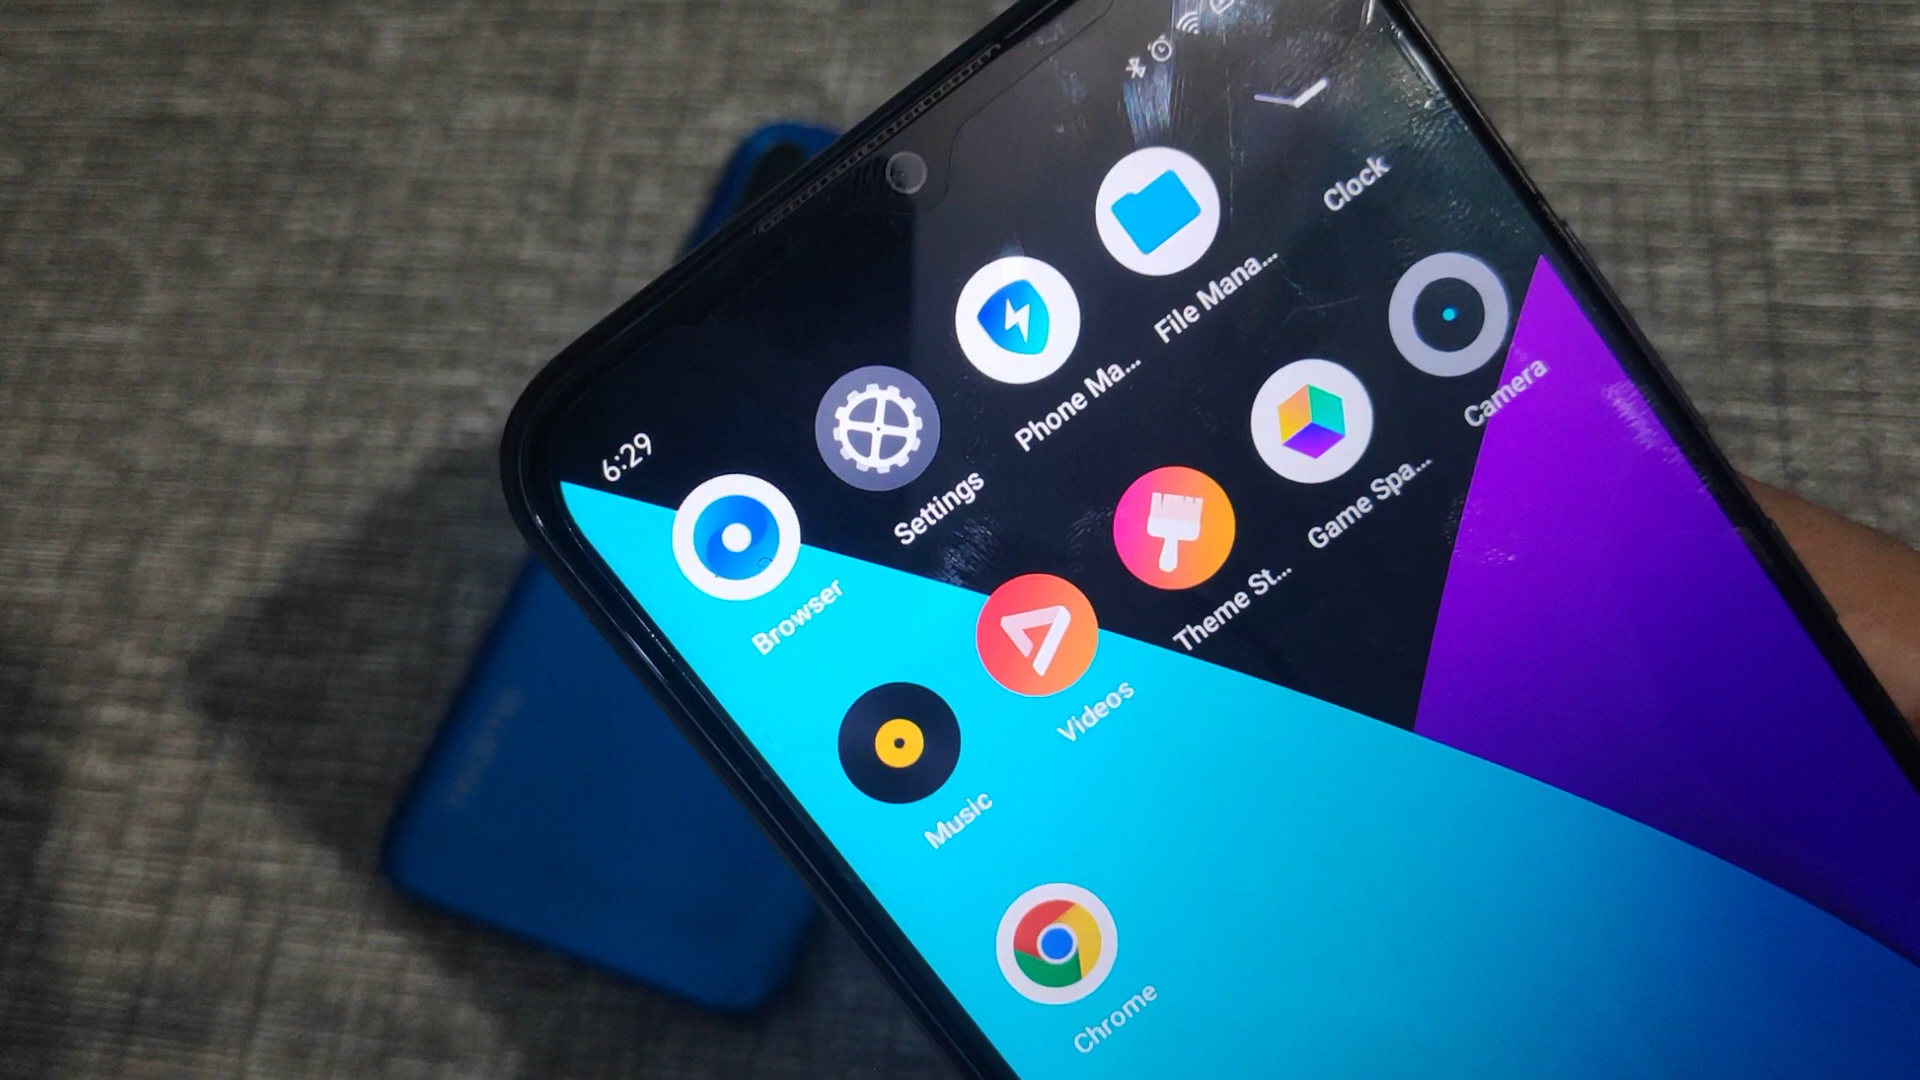 6:29
Browser
Settings
Phone Ma...
File Mana...
Clock
Music
Videos
Theme St...
Game Spa...
Camera
Chrome